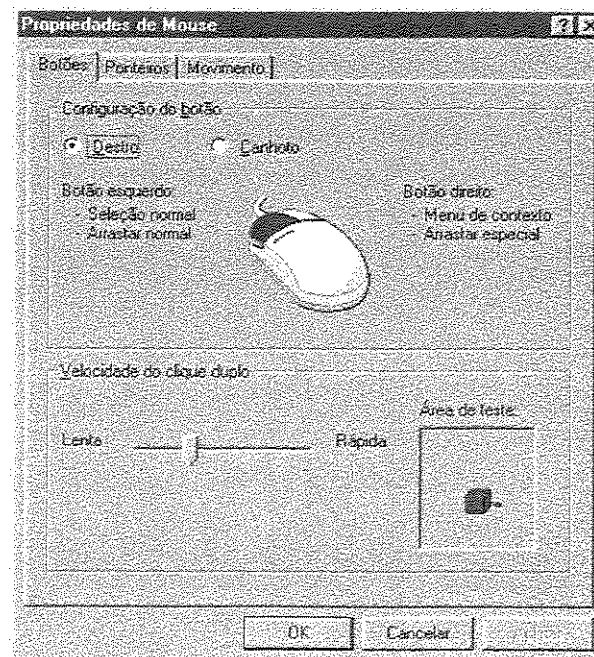 Propriedades de Mouse
Botões Ponteiros Movimento
Configuração do botão
Destro Canhoto
Botão esquerdo:
- Seleção normal
- Arrastar normal
Botão direito:
- Menu de contexto
- Arrastar especial
Velocidade do clique duplo
Área de teste:
Lenta Rápida
OK Cancelar